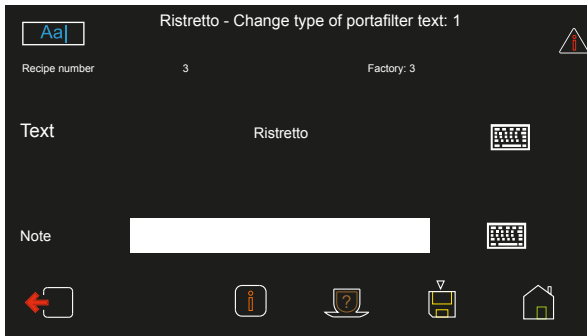 Aa
Ristretto - Change type of portafilter text: 1
Recipe number 3 Factory: 3
Text Ristretto
Note
i
?